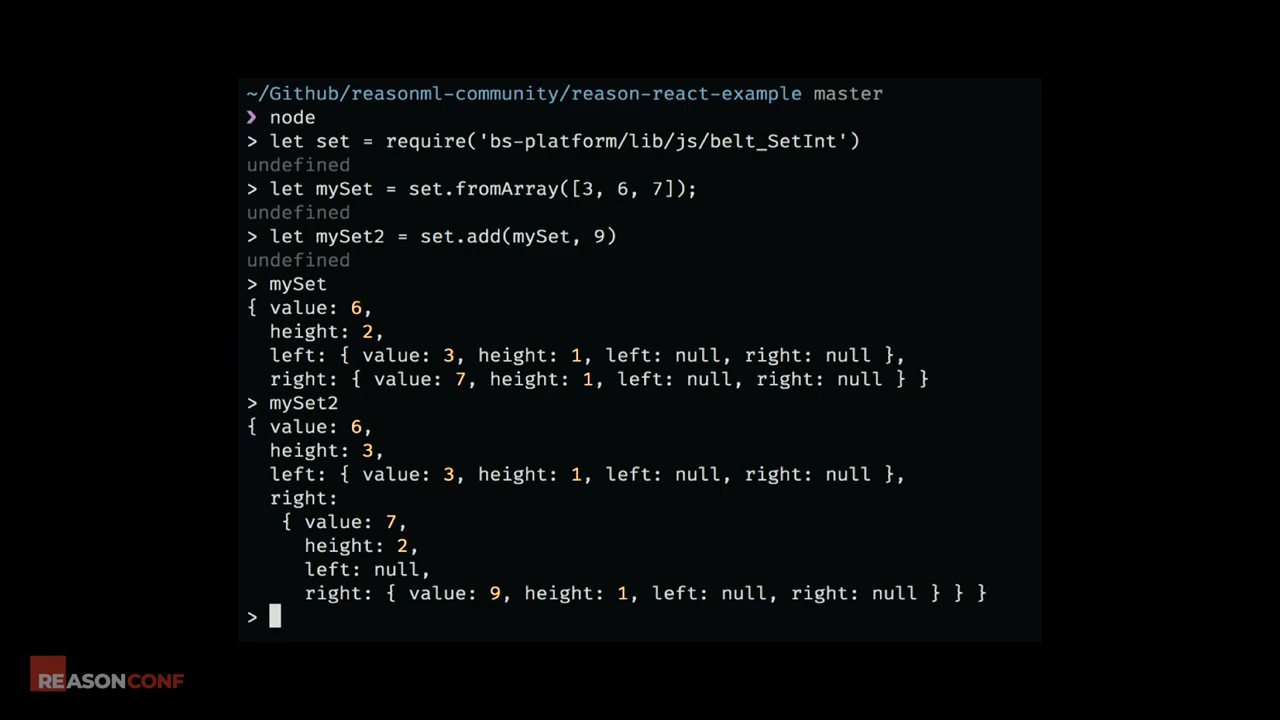 ~/Github/reasonml-community/reason-react-example master
❯ node
> let set = require('bs-platform/lib/js/belt_SetInt')
undefined
> let mySet = set.fromArray([3, 6, 7]);
undefined
> let mySet2 = set.add(mySet, 9)
undefined
> mySet
{ value: 6,
  height: 2,
  left: { value: 3, height: 1, left: null, right: null },
  right: { value: 7, height: 1, left: null, right: null } }
> mySet2
{ value: 6,
  height: 3,
  left: { value: 3, height: 1, left: null, right: null },
  right:
   { value: 7,
     height: 2,
     left: null,
     right: { value: 9, height: 1, left: null, right: null } } }
>
REASONCONF